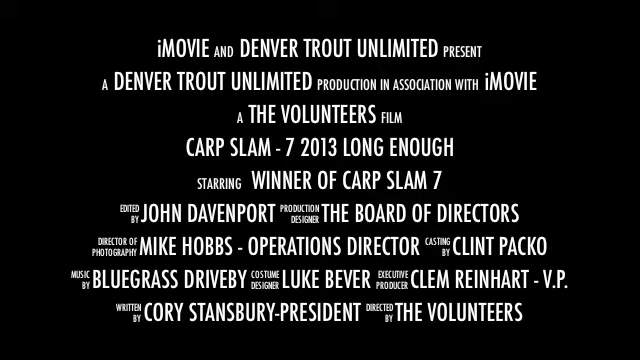 iMOVIE AND DENVER TROUT UNLIMITED PRESENT
A DENVER TROUT UNLIMITED PRODUCTION IN ASSOCIATION WITH iMOVIE
A THE VOLUNTEERS FILM
CARP SLAM - 7 2013 LONG ENOUGH
STARRING WINNER OF CARP SLAM 7
EDITED BY JOHN DAVENPORT PRODUCTION DESIGNER THE BOARD OF DIRECTORS
DIRECTOR OF PHOTOGRAPHY MIKE HOBBS - OPERATIONS DIRECTOR CASTING BY CLINT PACKO
MUSIC BY BLUEGRASS DRIVEBY COSTUME DESIGNER LUKE BEVER EXECUTIVE PRODUCER CLEM REINHART - V.P.
WRITTEN BY CORY STANSBURY-PRESIDENT DIRECTED BY THE VOLUNTEERS